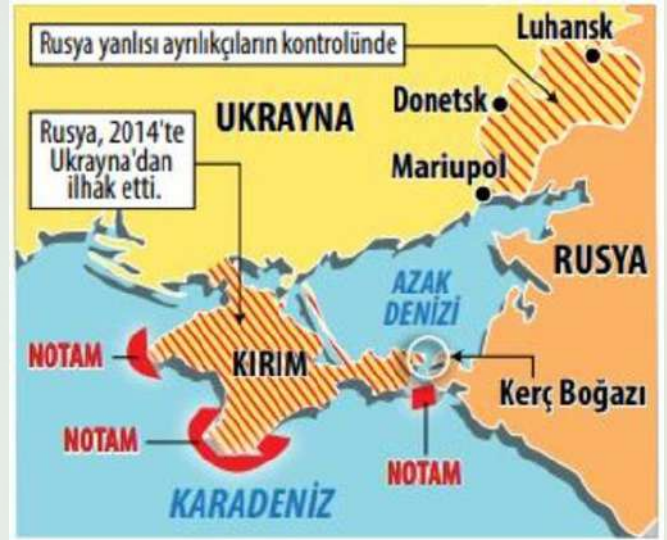 Luhansk
Rusya yanlısı ayrılıkçıların kontrolünde
Donetsk
UKRAYNA
Rusya, 2014'te
Ukrayna'dan
ilhâk etti.
Mariupol
RUSYA
AZAK
DENİZİ
NOTAM
KIRIM
Kerç Boğazı
NOTAM
NOTAM
KARADENİZ